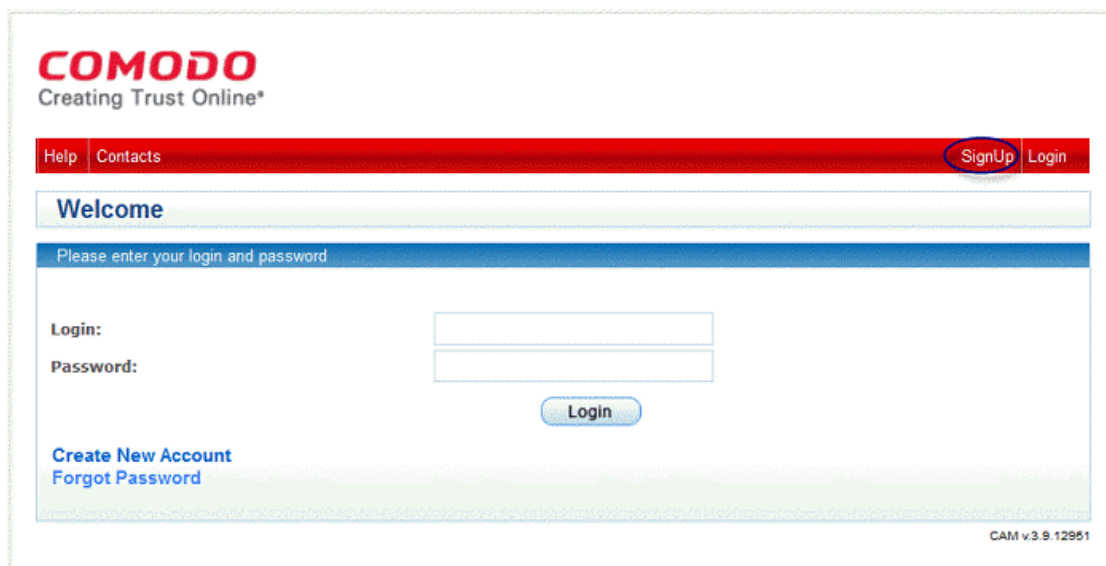 COMODO
Creating Trust Online*
Help Contacts SignUp Login
Welcome
Please enter your login and password
Login:
Password:
Login
Create New Account
Forgot Password
CAM v.3.9.12951